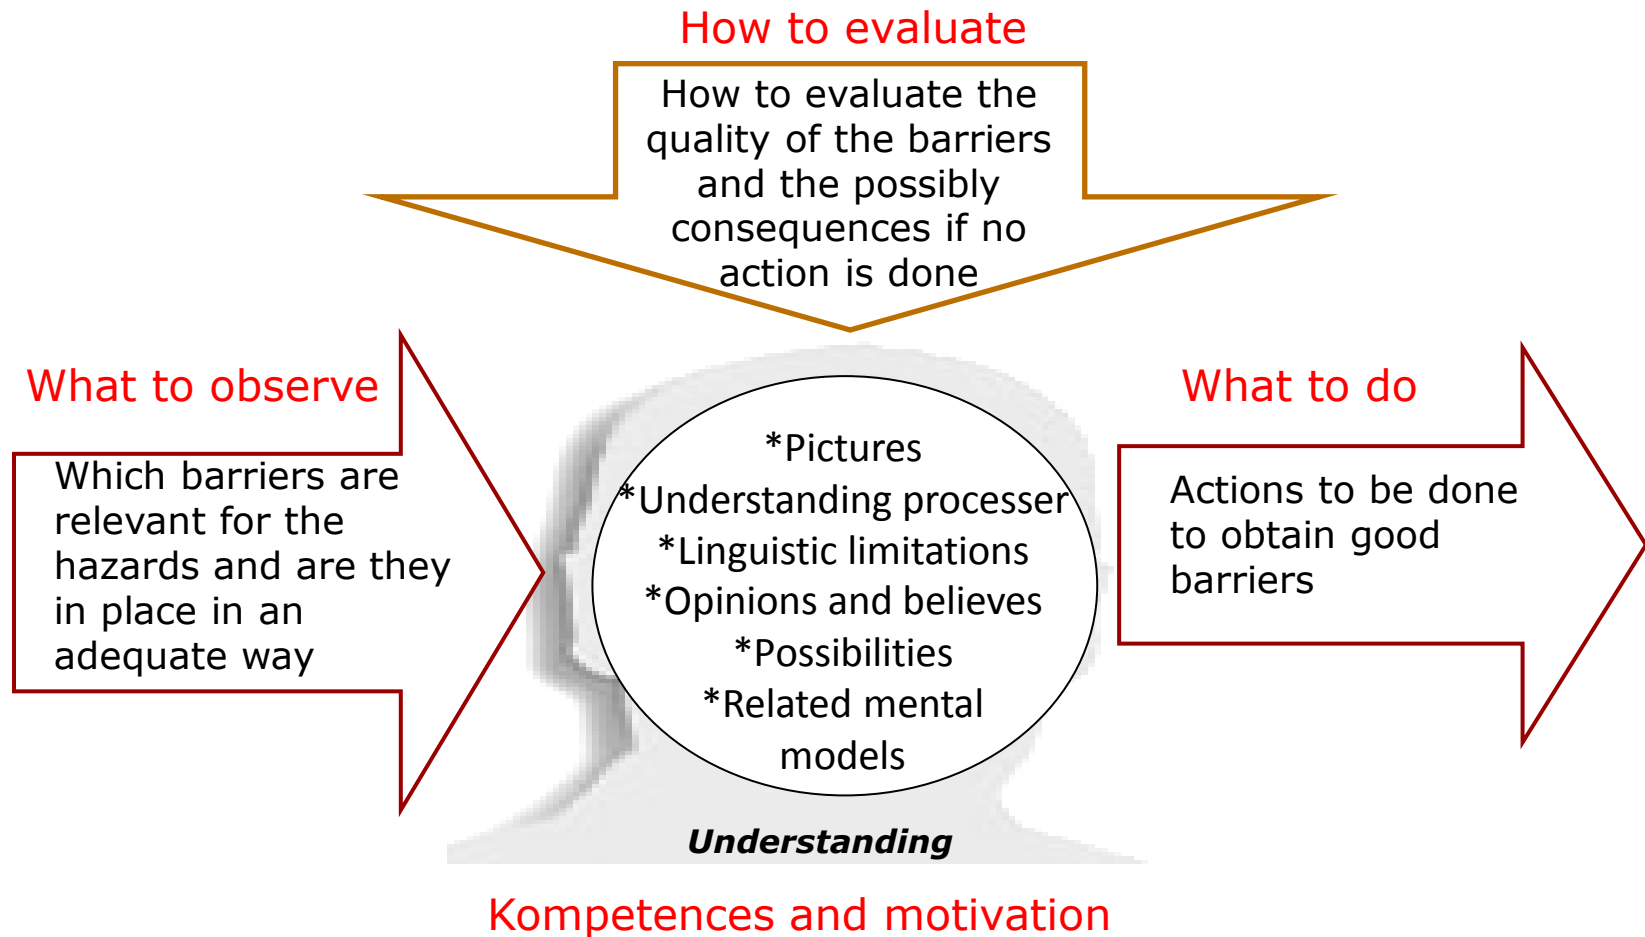 How to evaluate
How to evaluate the
quality of the barriers
and the possibly
consequences if no
action is done
What to observe
Which barriers are
relevant for the
hazards and are they
in place in an
adequate way
*Pictures
*Understanding processer
*Linguistic limitations
*Opinions and believes
*Possibilities
*Related mental
models
Understanding
What to do
Actions to be done
to obtain good
barriers
Kompetences and motivation